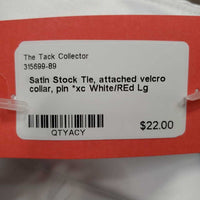 The Tack Collector
315699-89
Satin Stock Tie, attached velcro
collar, pin *xc White/REd Lg
QTYACY
$22.00